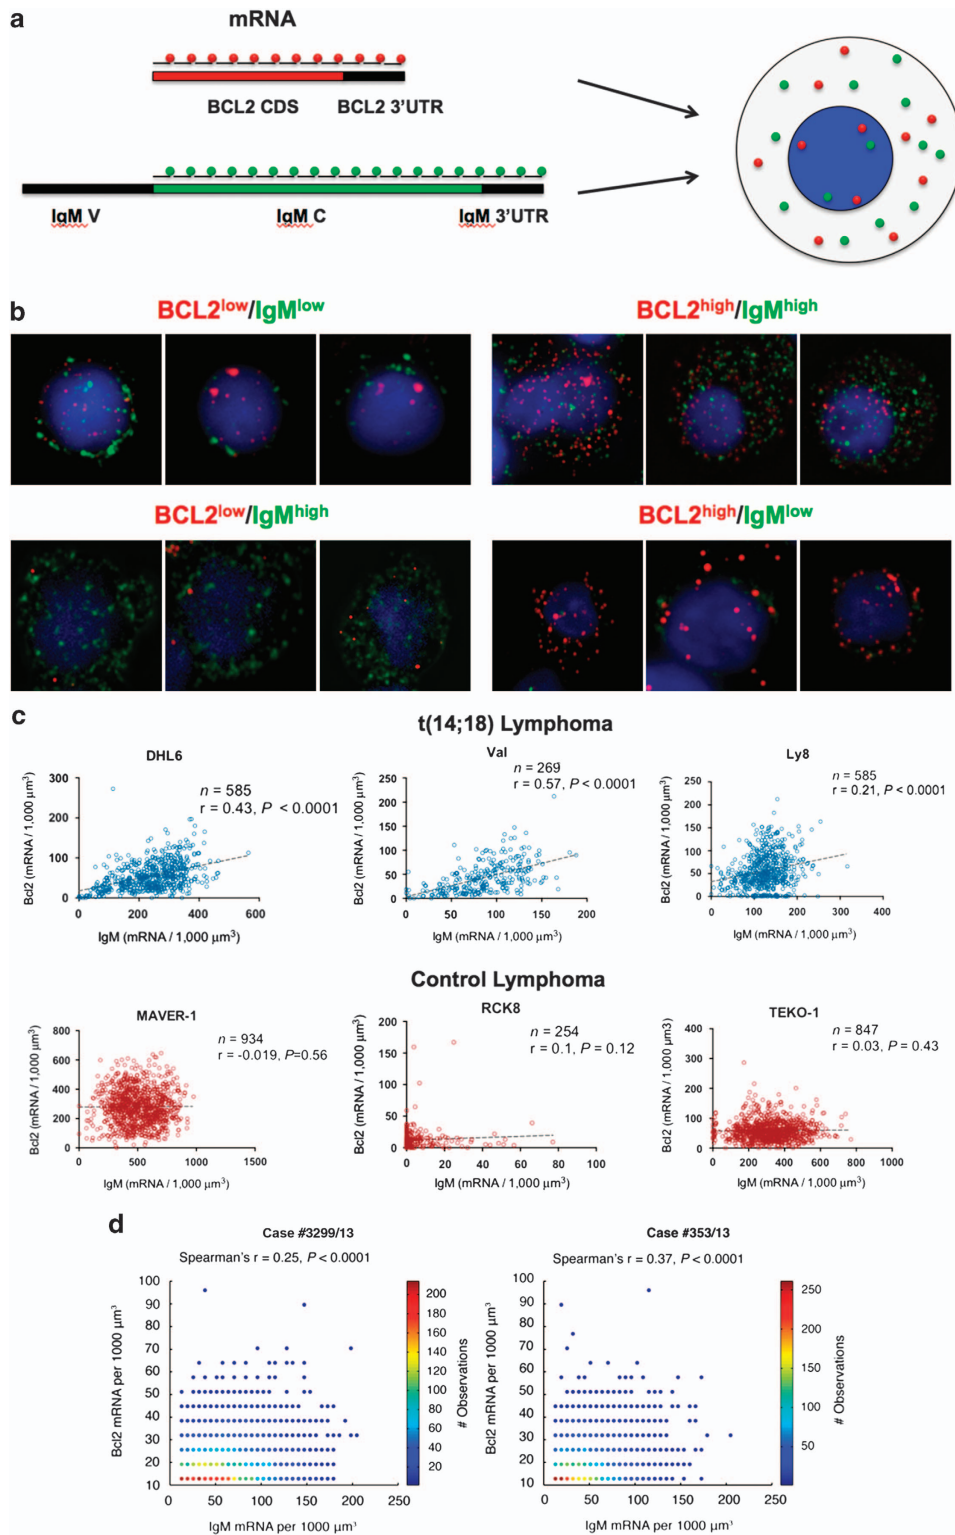 a
mRNA
BCL2 CDS
BCL2 3'UTR
IgM V
IgM C
IgM 3'UTR
b
BCL2low/IgMlow
BCL2high/IgMhigh
BCL2low/IgMhigh
BCL2high/IgMlow
c
t(14;18) Lymphoma
DHL6
n = 585
r = 0.43, P < 0.0001
Bcl2 (mRNA / 1,000 µm³)
300
200
100
0
0 200 400 600
IgM (mRNA / 1,000 µm³)
Val
n = 269
r = 0.57, P < 0.0001
Bcl2 (mRNA / 1,000 µm³)
250
200
150
100
50
0
0 50 100 150 200
IgM (mRNA / 1,000 µm³)
Ly8
n = 585
r = 0.21, P < 0.0001
Bcl2 (mRNA / 1,000 µm³)
250
200
150
100
50
0
0 100 200 300 400
IgM (mRNA / 1,000 µm³)
Control Lymphoma
MAVER-1
n = 934
r = -0.019, P=0.56
Bcl2 (mRNA / 1,000 µm³)
800
600
400
200
0
0 500 1000 1500
IgM (mRNA / 1,000 µm³)
RCK8
n = 254
r = 0.1, P = 0.12
Bcl2 (mRNA / 1,000 µm³)
200
150
100
50
0
0 20 40 60 80 100
IgM (mRNA / 1,000 µm³)
TEKO-1
n = 847
r = 0.03, P = 0.43
Bcl2 (mRNA / 1,000 µm3)
400
300
200
100
0
0 200 400 600 800 1000
IgM (mRNA / 1,000 µm³)
d
Case #3299/13
Spearman's r = 0.25, P < 0.0001
Bcl2 mRNA per 1000 µm³
100
90
80
70
60
50
40
30
20
10
0 50 100 150 200 250
IgM mRNA per 1000 µm³
200
180
160
140
120
100
80
60
40
20
# Observations
Case #353/13
Spearman's r = 0.37, P < 0.0001
Bcl2 mRNA per 1000 µm³
100
90
80
70
60
50
40
30
20
10
0 50 100 150 200 250
IgM mRNA per 1000 µm³
250
200
150
100
50
# Observations